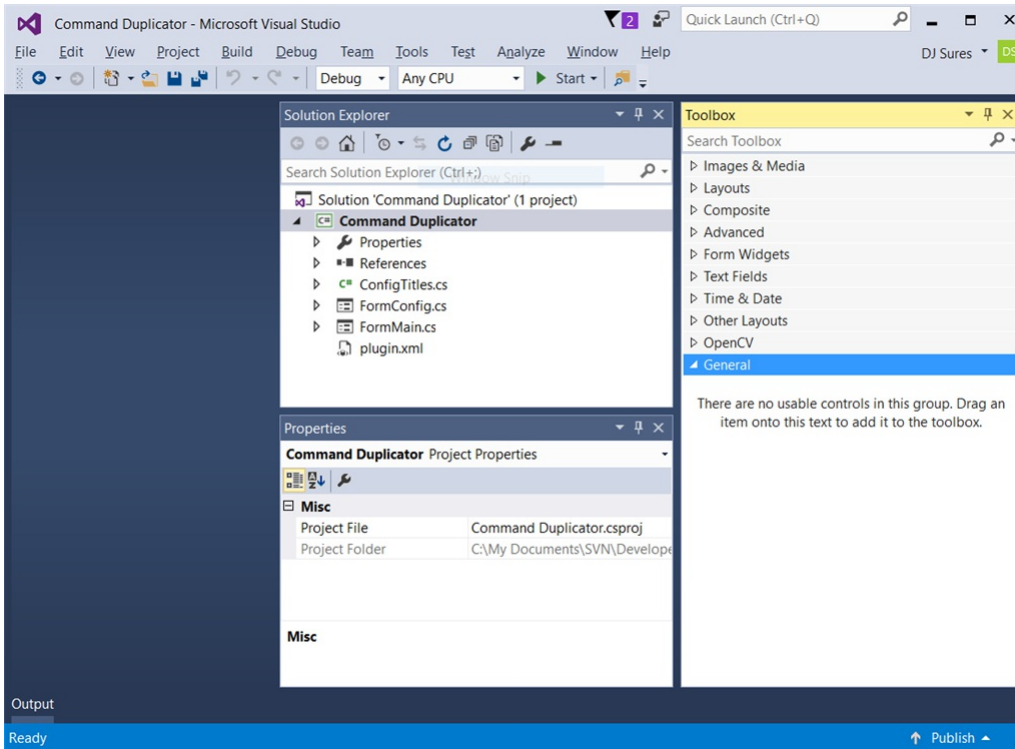 Command Duplicator - Microsoft Visual Studio
2
Quick Launch (Ctrl+Q)
File Edit View Project Build Debug Team Tools Test Analyze Window Help
DJ Sures
DS
Debug Any CPU Start
Solution Explorer
Search Solution Explorer (Ctrl+;)
Window Snip
Solution 'Command Duplicator' (1 project)
C# Command Duplicator
Properties
References
C# ConfigTitles.cs
FormConfig.cs
FormMain.cs
plugin.xml
Properties
Command Duplicator Project Properties
Misc
Project File Command Duplicator.csproj
Project Folder C:\My Documents\SVN\Develope
Misc
Toolbox
Search Toolbox
Images & Media
Layouts
Composite
Advanced
Form Widgets
Text Fields
Time & Date
Other Layouts
OpenCV
General
There are no usable controls in this group. Drag an
item onto this text to add it to the toolbox.
Output
Ready
Publish